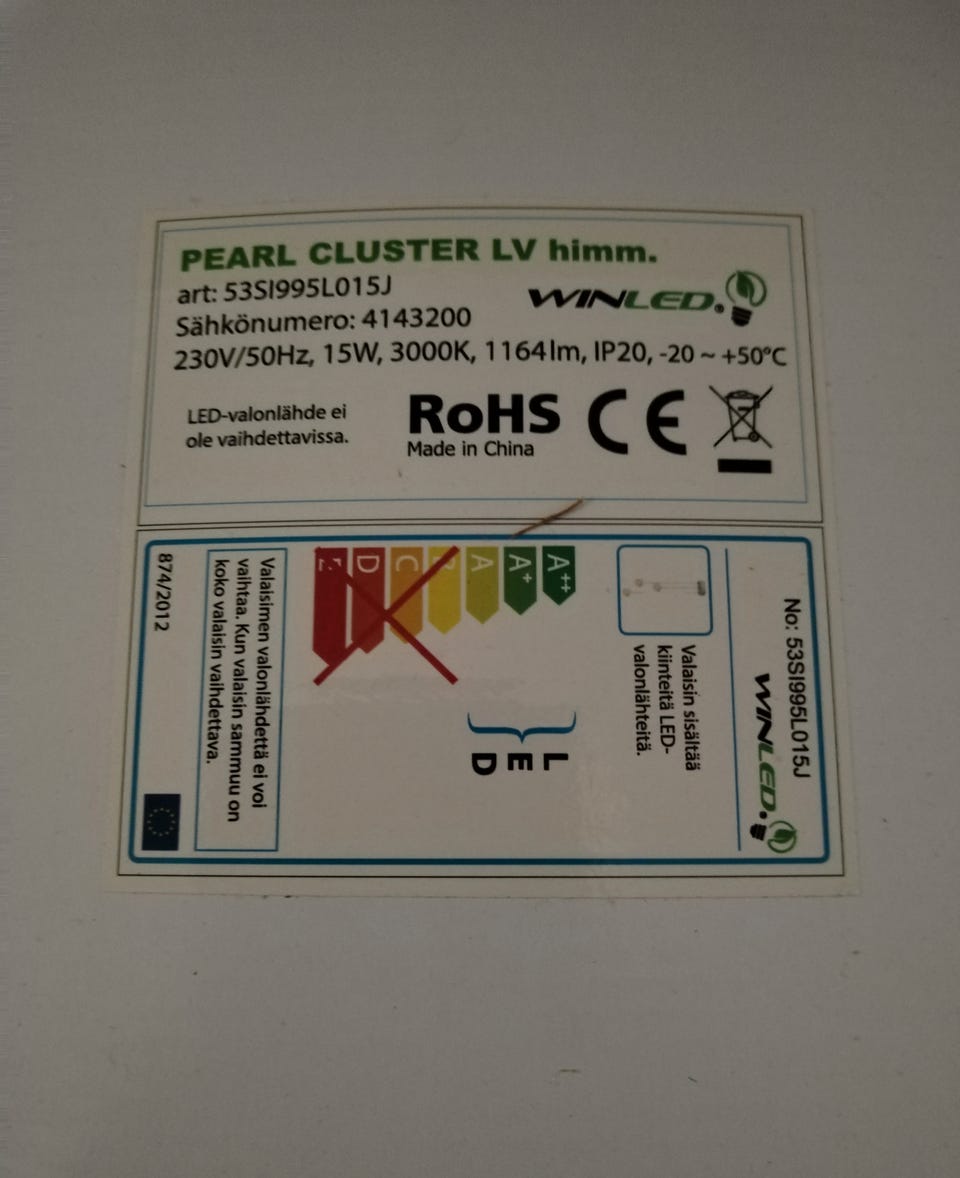 PEARL CLUSTER LV himm.
art: 53SI995L015J
WINLED®
Sähkönumero: 4143200
230V/50Hz, 15W, 3000K, 1164lm, IP20, -20 ~ +50°C
LED-valonlähde ei
ole vaihdettavissa.
RoHS
Made in China
CE
No: 53SI995L015J
WINLED®
Valaisin sisältää
kiinteitä LED-
valonlähteitä.
A++
A+
A
B
C
D
E
L
E
D
Valaisimen valonlähdettä ei voi
vaihtaa. Kun valaisin sammuu on
koko valaisin vaihdettava.
874/2012